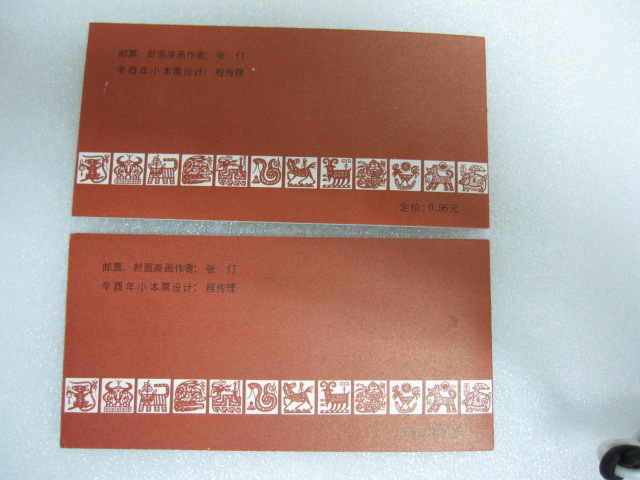 邮票、封面原画作者：张 仃
辛酉年小本票设计：程传理
定价：0.96元
邮票、封面原画作者：张 仃
辛酉年小本票设计：程传理